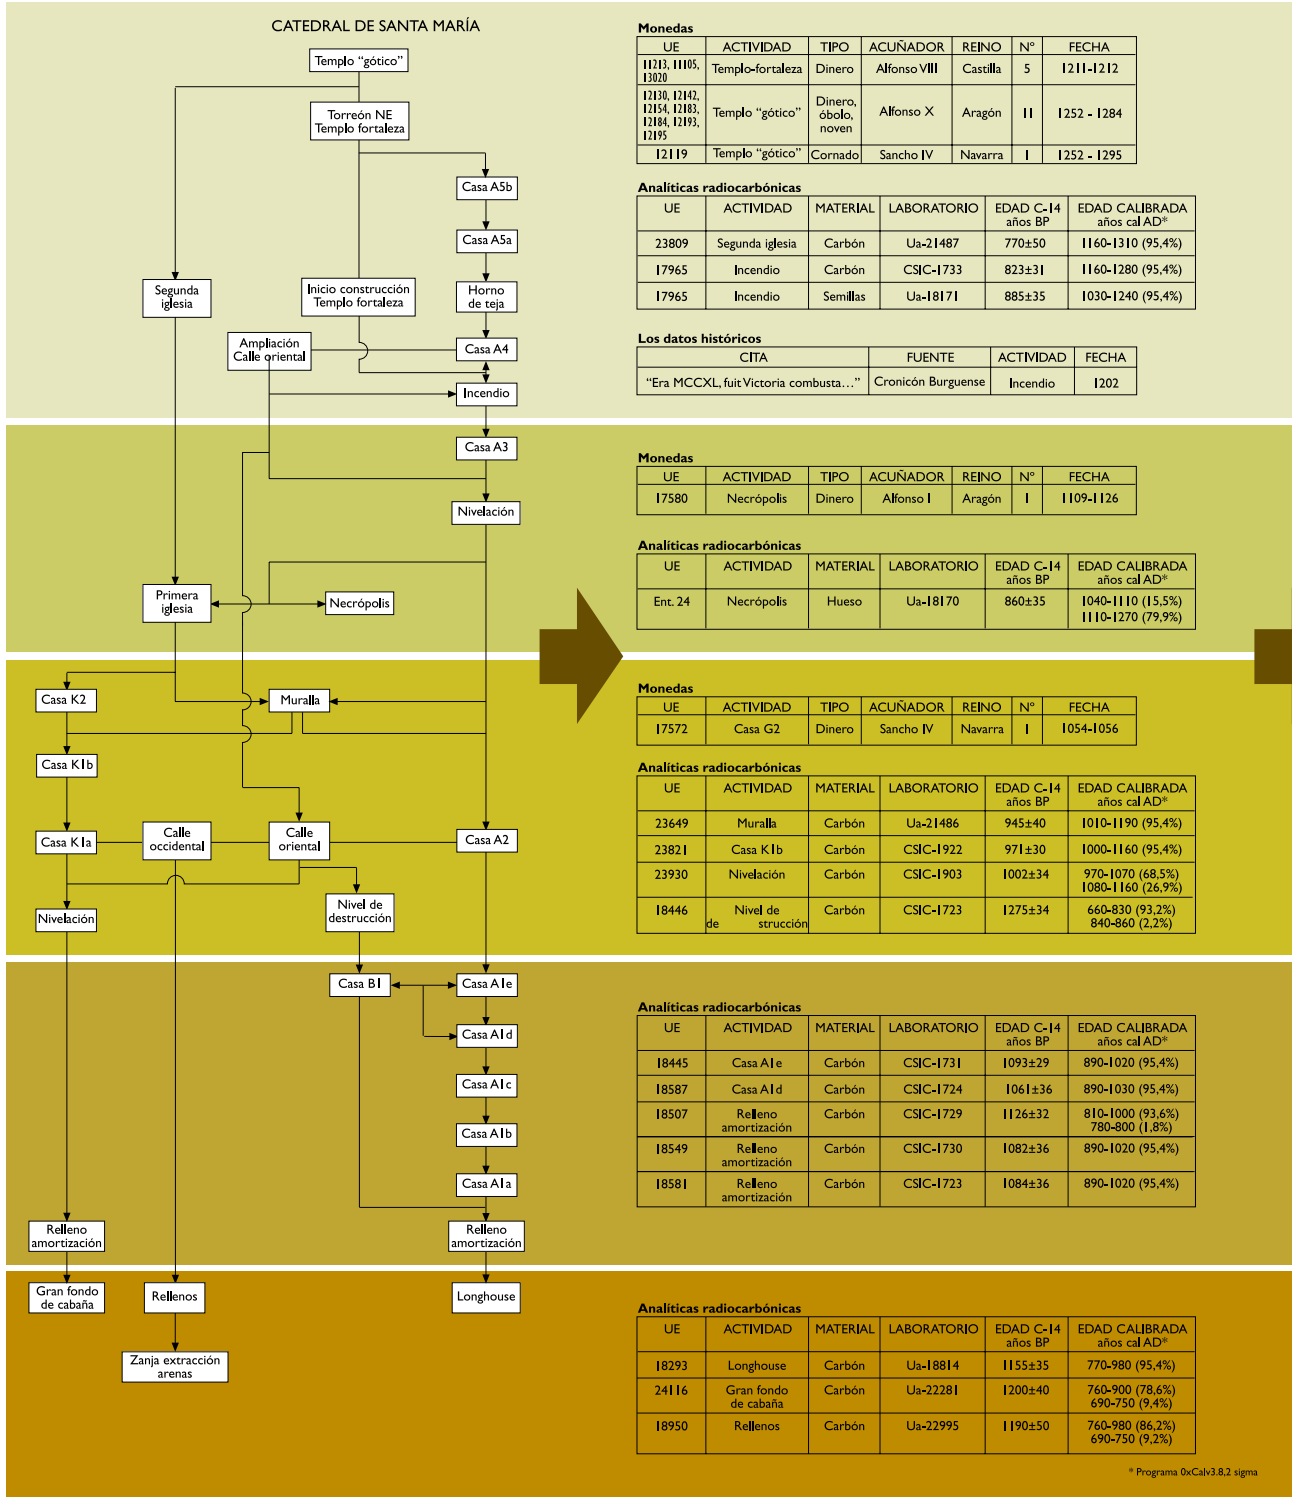 CATEDRAL DE SANTA MARÍA
Templo “gótico”
Torreón NE
Templo fortaleza
Casa A5b
Casa A5a
Segunda
iglesia
Inicio construcción
Templo fortaleza
Horno
de teja
Ampliación
Calle oriental
Casa A4
Incendio
Casa A3
Nivelación
Primera
iglesia
Necrópolis
Casa K2
Muralla
Casa K1b
Casa K1a
Calle
occidental
Calle
oriental
Casa A2
Nivelación
Nivel de
destrucción
Casa B1
Casa A1e
Casa A1d
Casa A1c
Casa A1b
Casa A1a
Relleno
amortización
Relleno
amortización
Gran fondo
de cabaña
Rellenos
Longhouse
Zanja extracción
arenas
Monedas
UE ACTIVIDAD TIPO ACUÑADOR REINO Nº FECHA
11213, 11105,
13020
Templo-fortaleza Dinero Alfonso VIII Castilla 5 1211-1212
12130, 12142,
12154, 12183,
12184, 12193,
12195
Templo “gótico” Dinero,
óbolo,
noven
Alfonso X Aragón 11 1252 - 1284
12119 Templo “gótico” Cornado Sancho IV Navarra 1 1252 - 1295
Analíticas radiocarbónicas
UE ACTIVIDAD MATERIAL LABORATORIO EDAD C-14
años BP
EDAD CALIBRADA
años cal AD*
23809 Segunda iglesia Carbón Ua-21487 770±50 1160-1310 (95,4%)
17965 Incendio Carbón CSIC-1733 823±31 1160-1280 (95,4%)
17965 Incendio Semillas Ua-18171 885±35 1030-1240 (95,4%)
Los datos históricos
CITA FUENTE ACTIVIDAD FECHA
“Era MCCXL, fuit Victoria combusta…” Cronicón Burguense Incendio 1202
Monedas
UE ACTIVIDAD TIPO ACUÑADOR REINO Nº FECHA
17580 Necrópolis Dinero Alfonso I Aragón 1 1109-1126
Analíticas radiocarbónicas
UE ACTIVIDAD MATERIAL LABORATORIO EDAD C-14
años BP
EDAD CALIBRADA
años cal AD*
Ent. 24 Necrópolis Hueso Ua-18170 860±35 1040-1110 (15,5%)
1110-1270 (79,9%)
Monedas
UE ACTIVIDAD TIPO ACUÑADOR REINO Nº FECHA
17572 Casa G2 Dinero Sancho IV Navarra 1 1054-1056
Analíticas radiocarbónicas
UE ACTIVIDAD MATERIAL LABORATORIO EDAD C-14
años BP
EDAD CALIBRADA
años cal AD*
23649 Muralla Carbón Ua-21486 945±40 1010-1190 (95,4%)
23821 Casa K1b Carbón CSIC-1922 971±30 1000-1160 (95,4%)
23930 Nivelación Carbón CSIC-1903 1002±34 970-1070 (68,5%)
1080-1160 (26,9%)
18446 Nivel de
de strucción
Carbón CSIC-1723 1275±34 660-830 (93,2%)
840-860 (2,2%)
Analíticas radiocarbónicas
UE ACTIVIDAD MATERIAL LABORATORIO EDAD C-14
años BP
EDAD CALIBRADA
años cal AD*
18445 Casa A1e Carbón CSIC-1731 1093±29 890-1020 (95,4%)
18587 Casa A1d Carbón CSIC-1724 1061±36 890-1030 (95,4%)
18507 Relleno
amortización
Carbón CSIC-1729 1126±32 810-1000 (93,6%)
780-800 (1,8%)
18549 Relleno
amortización
Carbón CSIC-1730 1082±36 890-1020 (95,4%)
18581 Relleno
amortización
Carbón CSIC-1723 1084±36 890-1020 (95,4%)
Analíticas radiocarbónicas
UE ACTIVIDAD MATERIAL LABORATORIO EDAD C-14
años BP
EDAD CALIBRADA
años cal AD*
18293 Longhouse Carbón Ua-18814 1155±35 770-980 (95,4%)
24116 Gran fondo
de cabaña
Carbón Ua-22281 1200±40 760-900 (78,6%)
690-750 (9,4%)
18950 Rellenos Carbón Ua-22995 1190±50 760-980 (86,2%)
690-750 (9,2%)
* Programa 0xCalv3.8,2 sigma